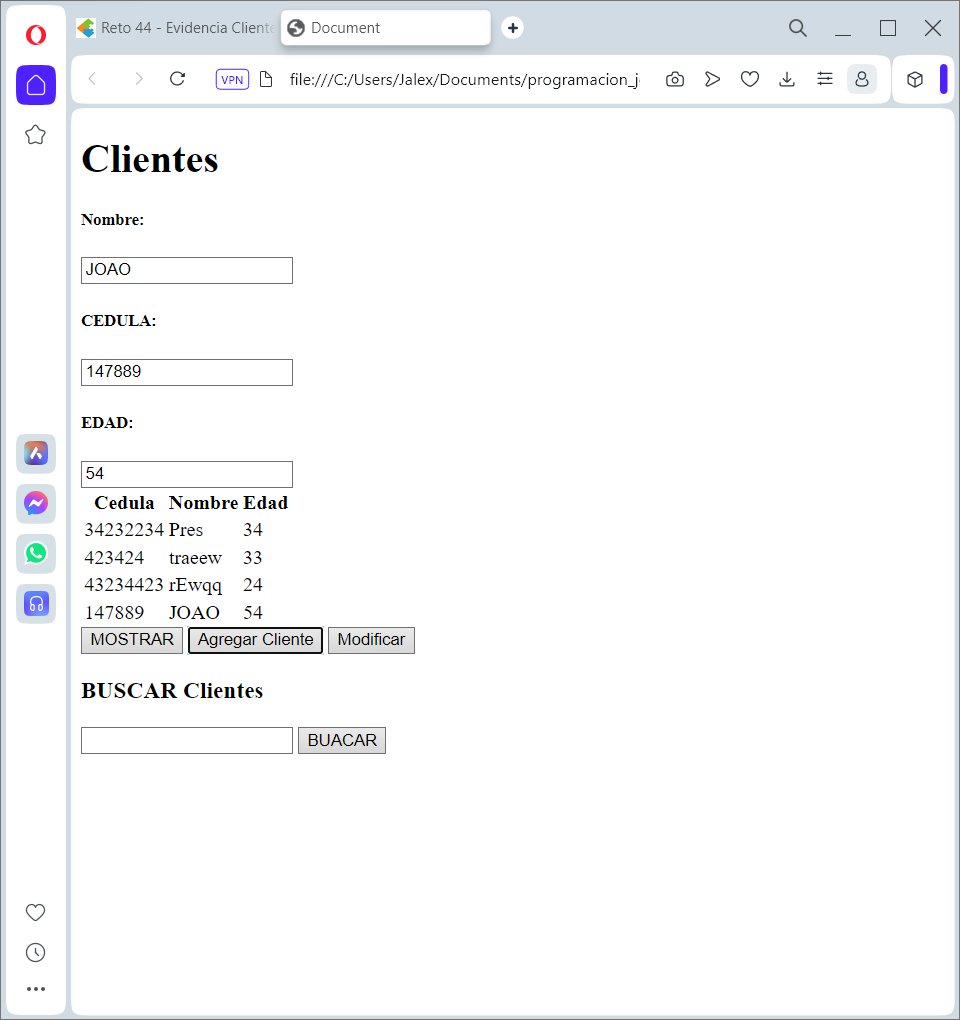 Reto 44 - Evidencia Cliente
Document
VPN
file:///C:/Users/Jalex/Documents/programacion_j
Clientes
Nombre:
JOAO
CEDULA:
147889
EDAD:
54
Cedula Nombre Edad
34232234 Pres 34
423424 traeew 33
43234423 rEwqq 24
147889 JOAO 54
MOSTRAR Agregar Cliente Modificar
BUSCAR Clientes
BUACAR